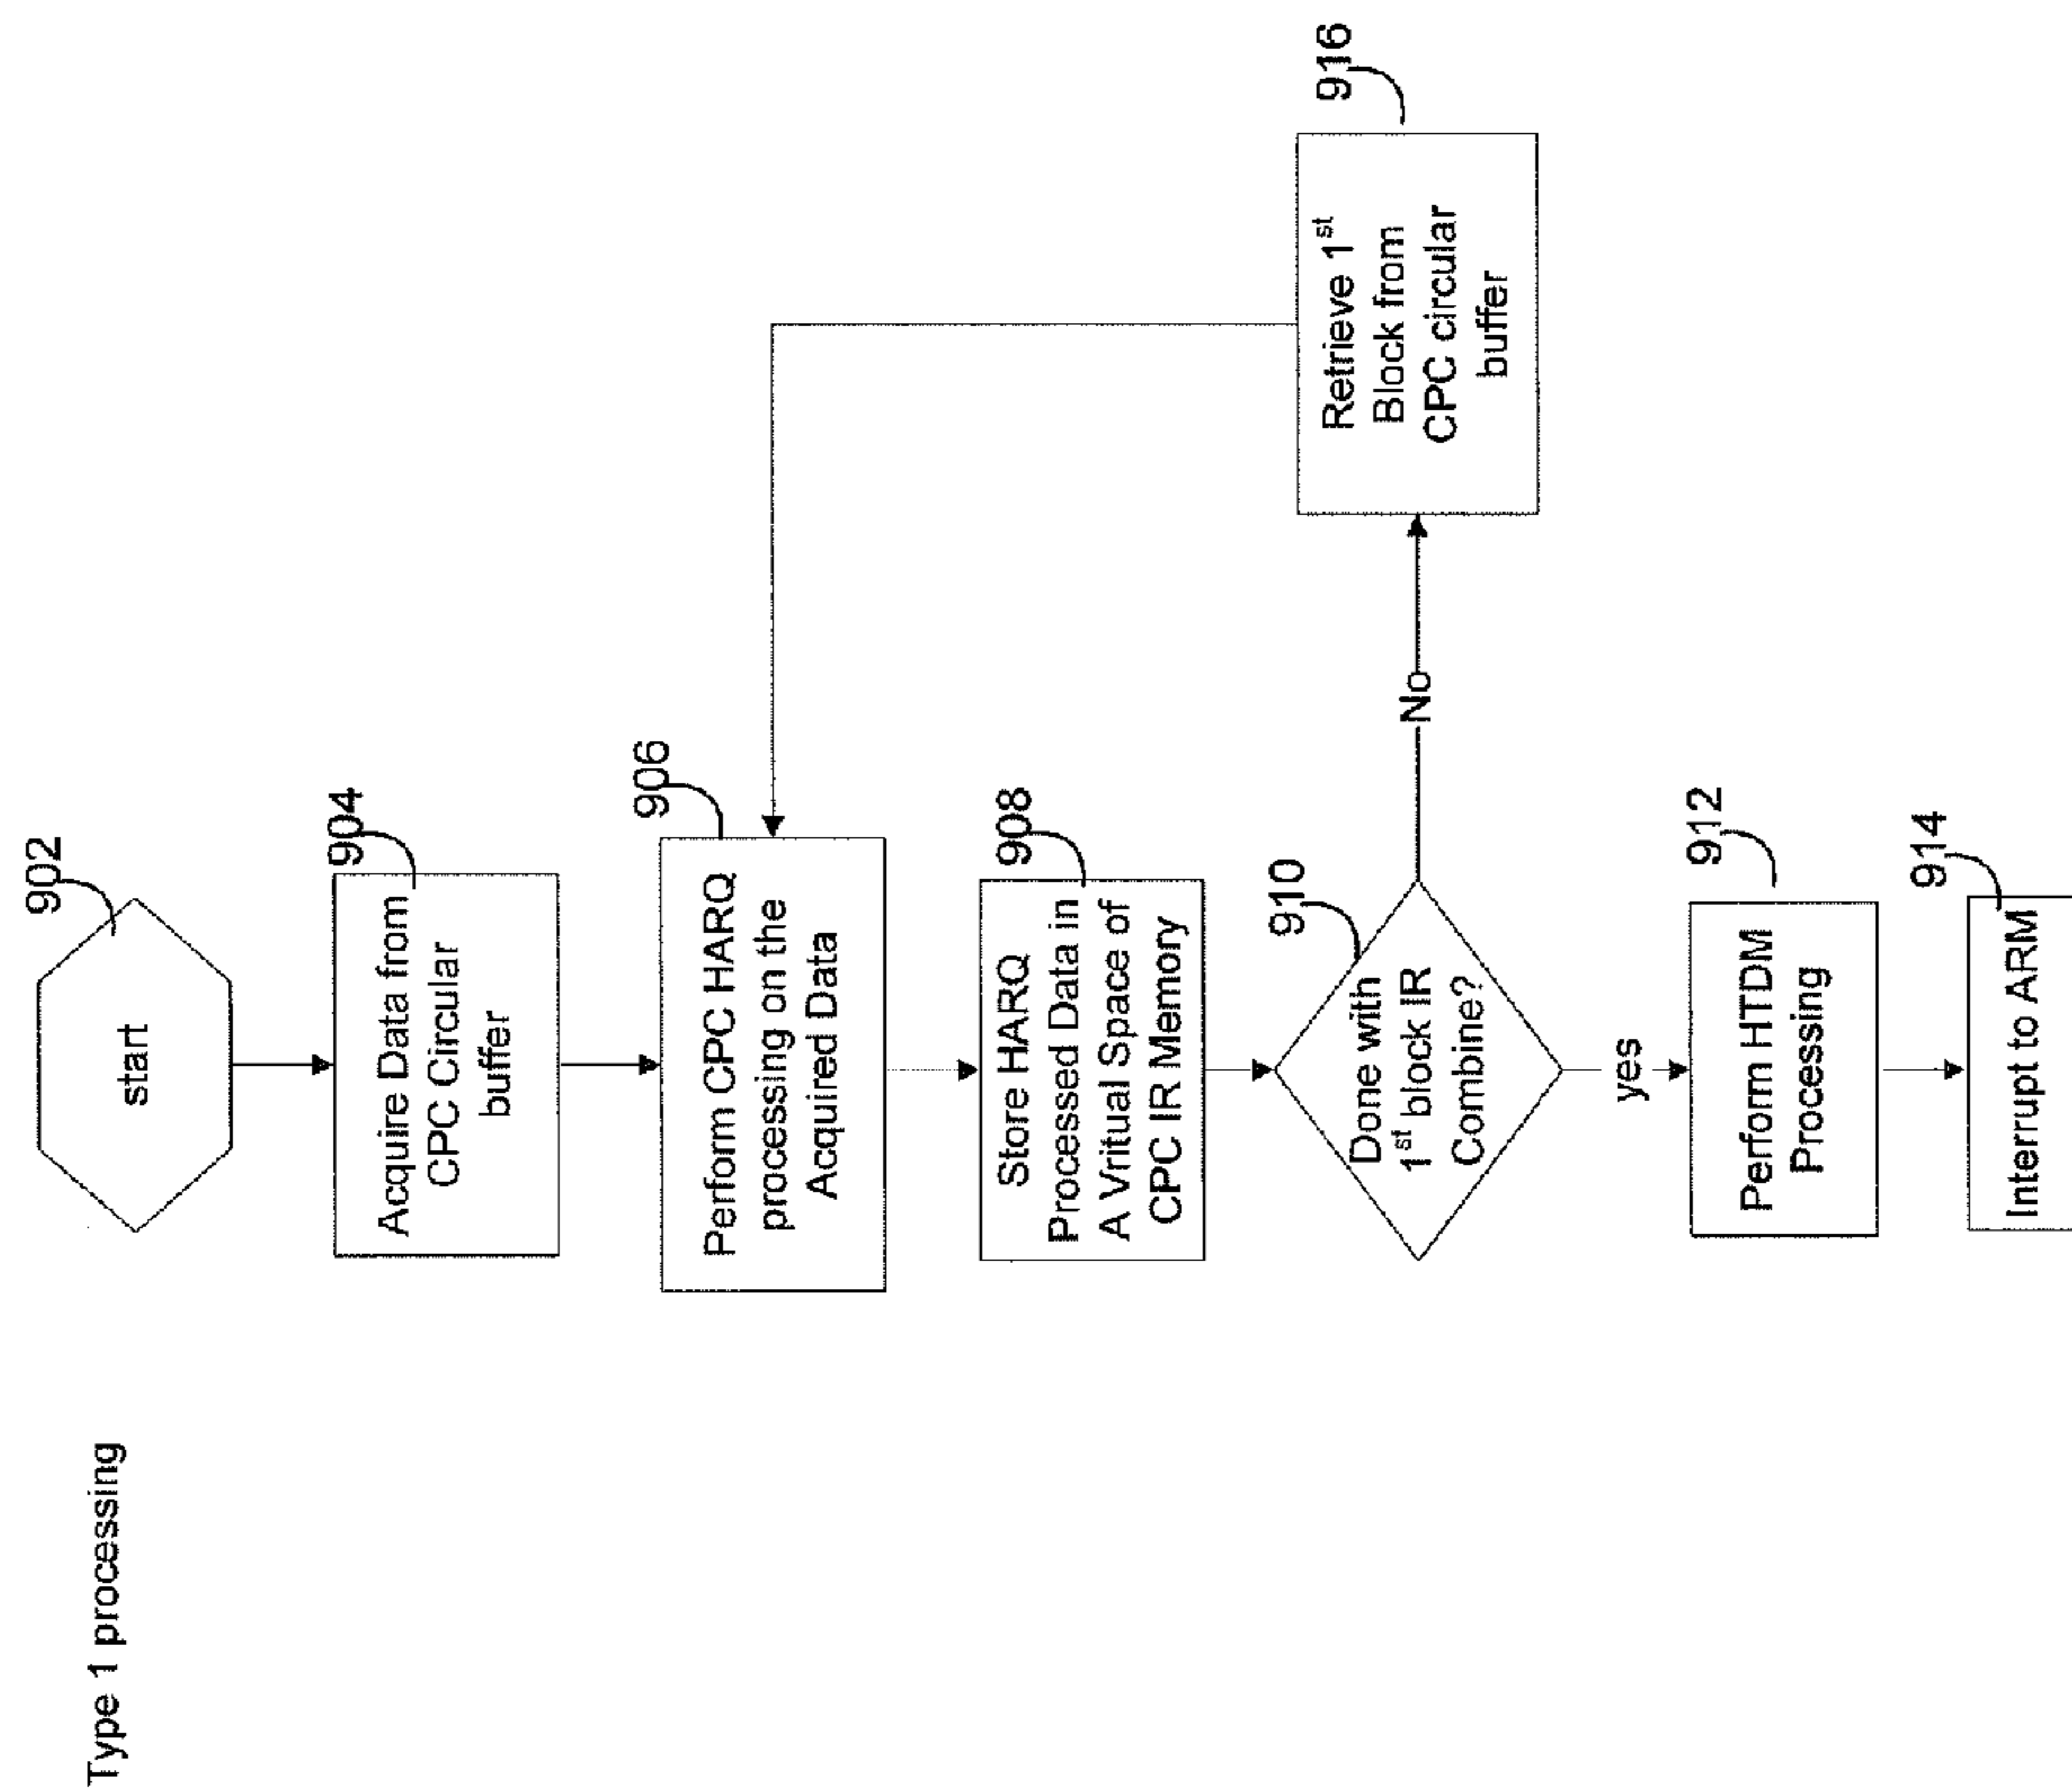 Type 1 processing
902
start
904
Acquire Data from
CPC Circular
buffer
906
Perform CPC HARQ
processing on the
Acquired Data
908
Store HARQ
Processed Data in
A Vritual Space of
CPC IR Memory
910
Done with
1st block IR
Combine?
No
916
Retrieve 1st
Block from
CPC circular
buffer
yes
912
Perform HTDM
Processing
914
Interrupt to ARM